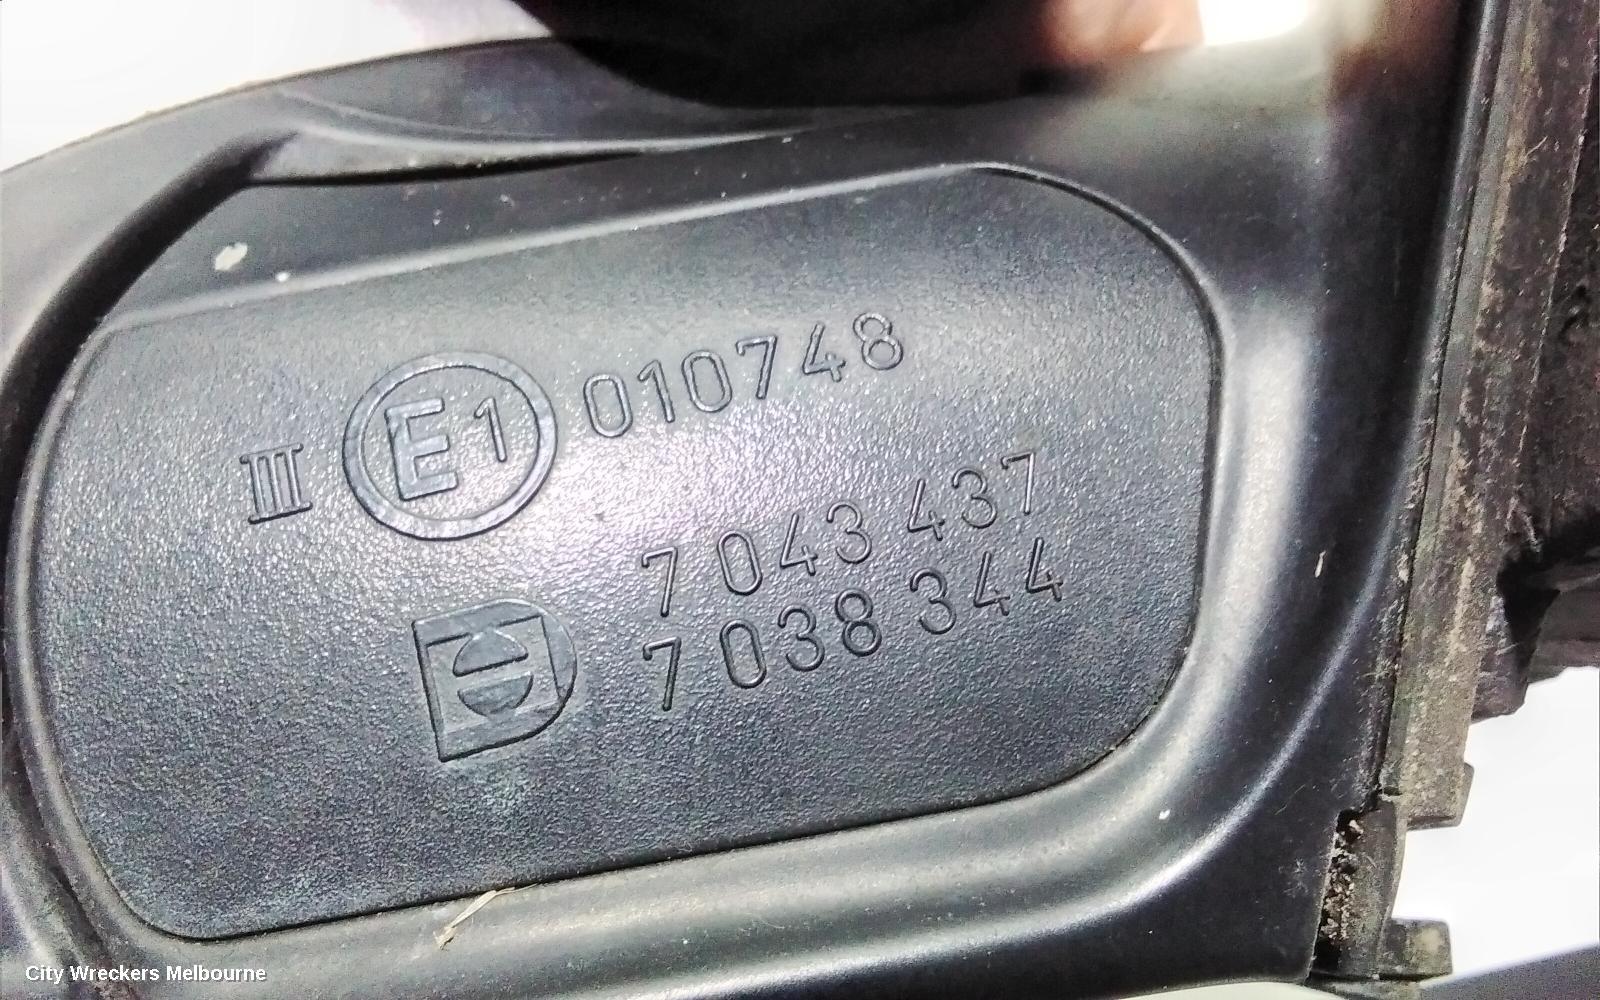 III E1 010748
7 043 437
7 038 344
City Wreckers Melbourne